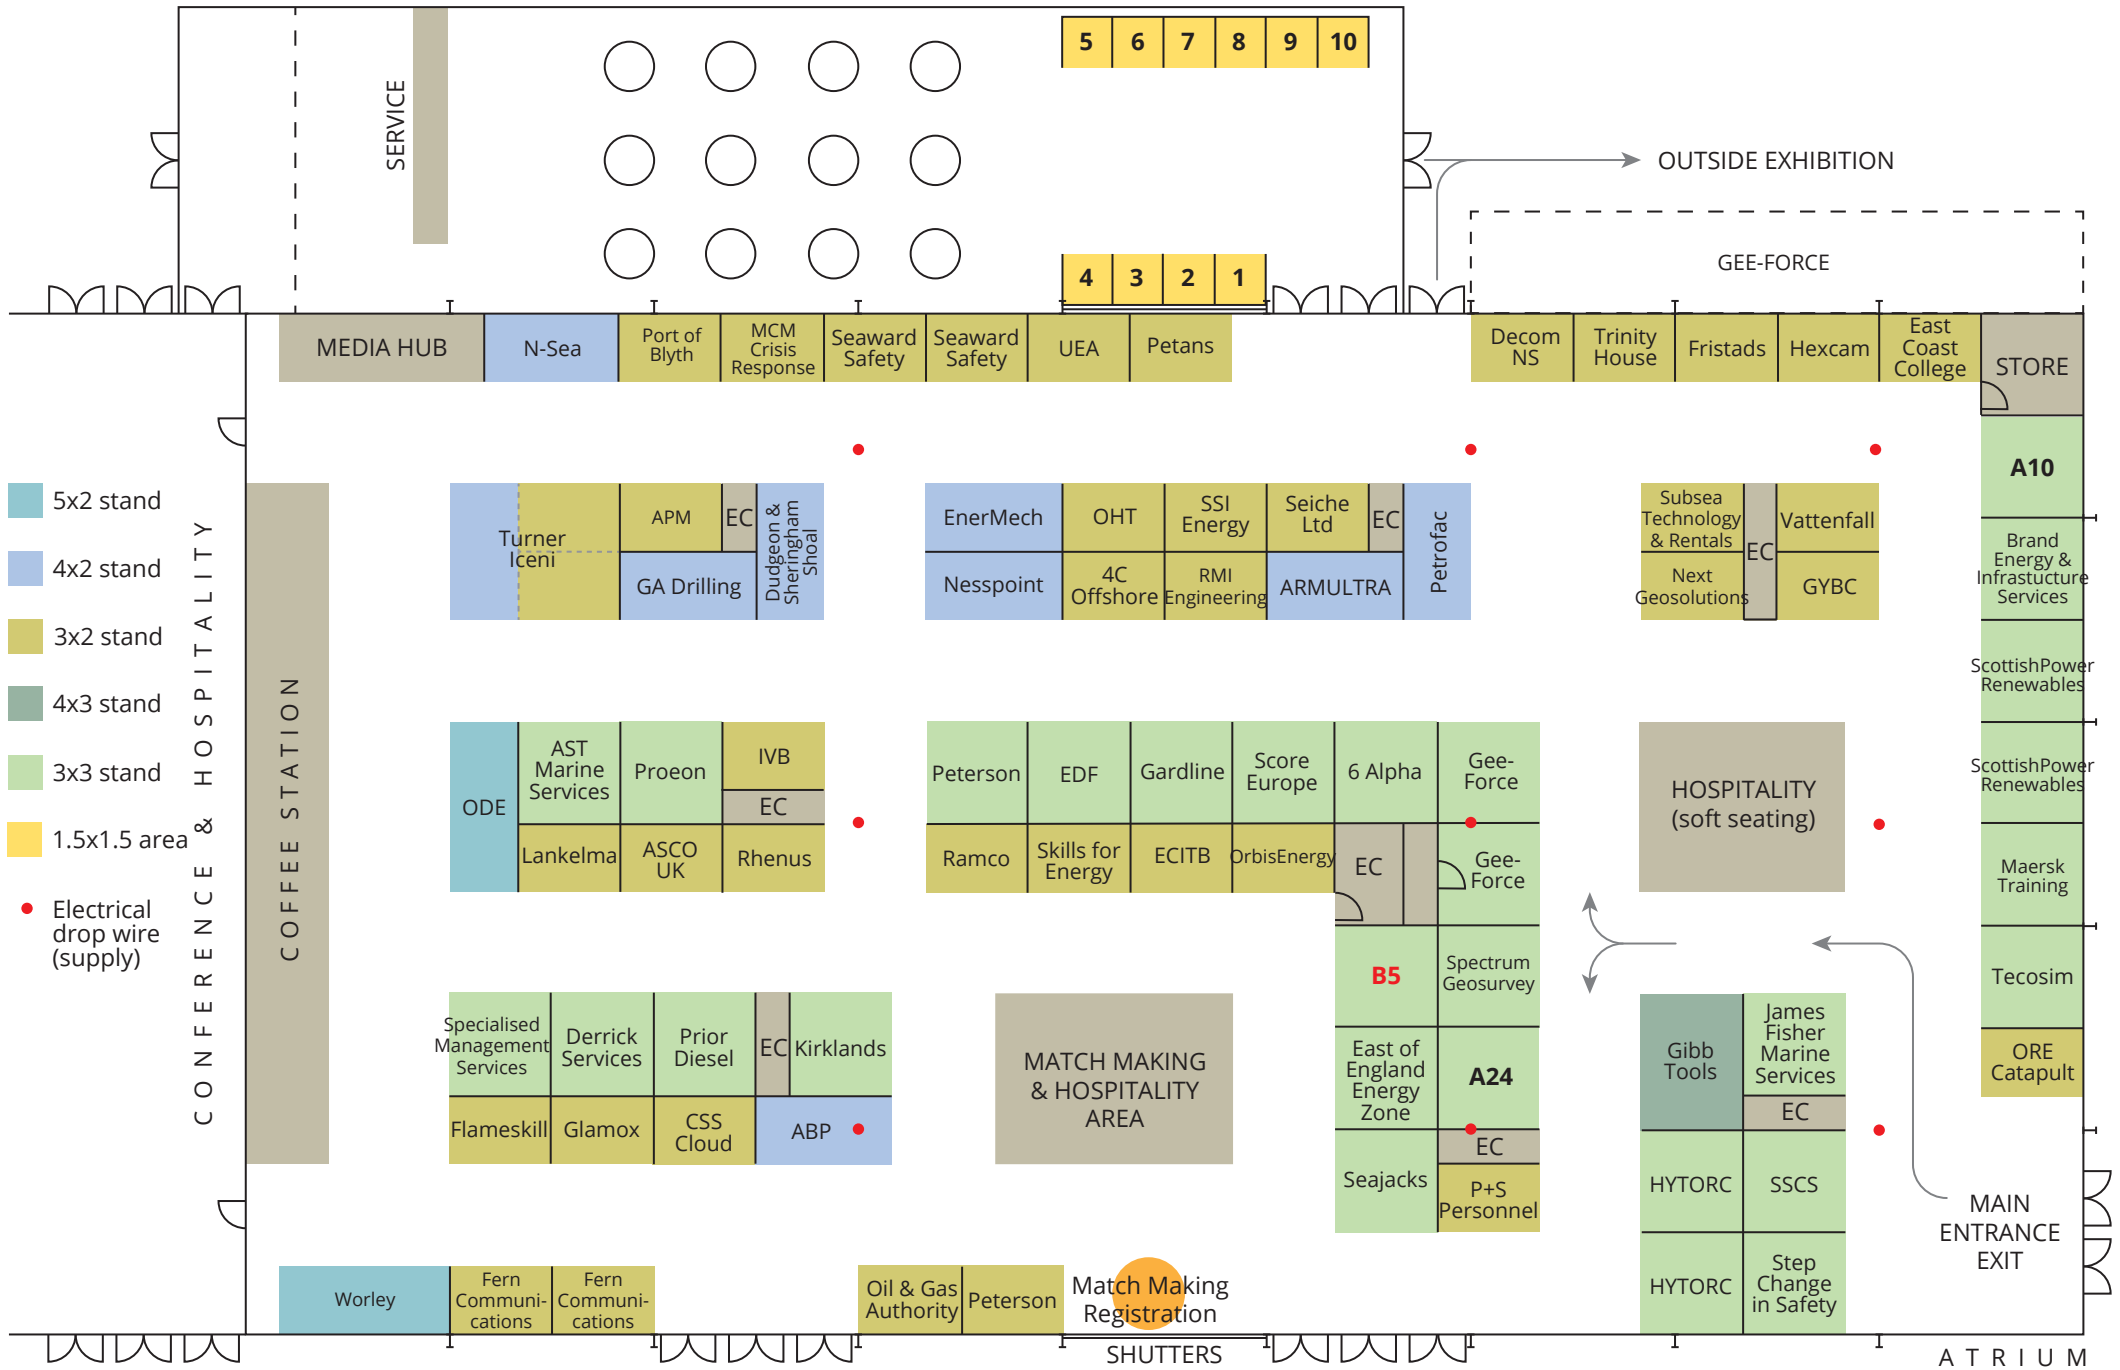 5 6 7 8 9 10
SERVICE
OUTSIDE EXHIBITION
GEE-FORCE
4 3 2 1
MEDIA HUB
N-Sea
Port of
Blyth
MCM
Crisis
Response
Seaward
Safety
Seaward
Safety
UEA
Petans
Decom
NS
Trinity
House
Fristads
Hexcam
East
Coast
College
STORE
5x2 stand
4x2 stand
3x2 stand
4x3 stand
3x3 stand
1.5x1.5 area
Electrical
drop wire
(supply)
CONFERENCE & HOSPITALITY
COFFEE STATION
Turner
Iceni
APM
EC
GA Drilling
Dudgeon &
Sheringham
Shoal
EnerMech
OHT
SSI
Energy
Seiche
Ltd
EC
Petrofac
Nesspoint
4C
Offshore
RMI
Engineering
ARMULTRA
Subsea
Technology
& Rentals
EC
Vattenfall
Next
Geosolutions
GYBC
A10
Brand
Energy &
Infrastucture
Services
ScottishPower
Renewables
ScottishPower
Renewables
Maersk
Training
Tecosim
ORE
Catapult
ODE
AST
Marine
Services
Proeon
IVB
EC
Lankelma
ASCO
UK
Rhenus
Peterson
EDF
Gardline
Score
Europe
6 Alpha
Gee-
Force
Ramco
Skills for
Energy
ECITB
OrbisEnergy
EC
Gee-
Force
HOSPITALITY
(soft seating)
B5
Spectrum
Geosurvey
East of
England
Energy
Zone
A24
EC
Seajacks
P+S
Personnel
Specialised
Management
Services
Derrick
Services
Prior
Diesel
EC
Kirklands
Flameskill
Glamox
CSS
Cloud
ABP
MATCH MAKING
& HOSPITALITY
AREA
Gibb
Tools
James
Fisher
Marine
Services
EC
HYTORC
SSCS
HYTORC
Step
Change
in Safety
MAIN
ENTRANCE
EXIT
Worley
Fern
Communi-
cations
Fern
Communi-
cations
Oil & Gas
Authority
Peterson
Match Making
Registration
SHUTTERS
ATRIUM